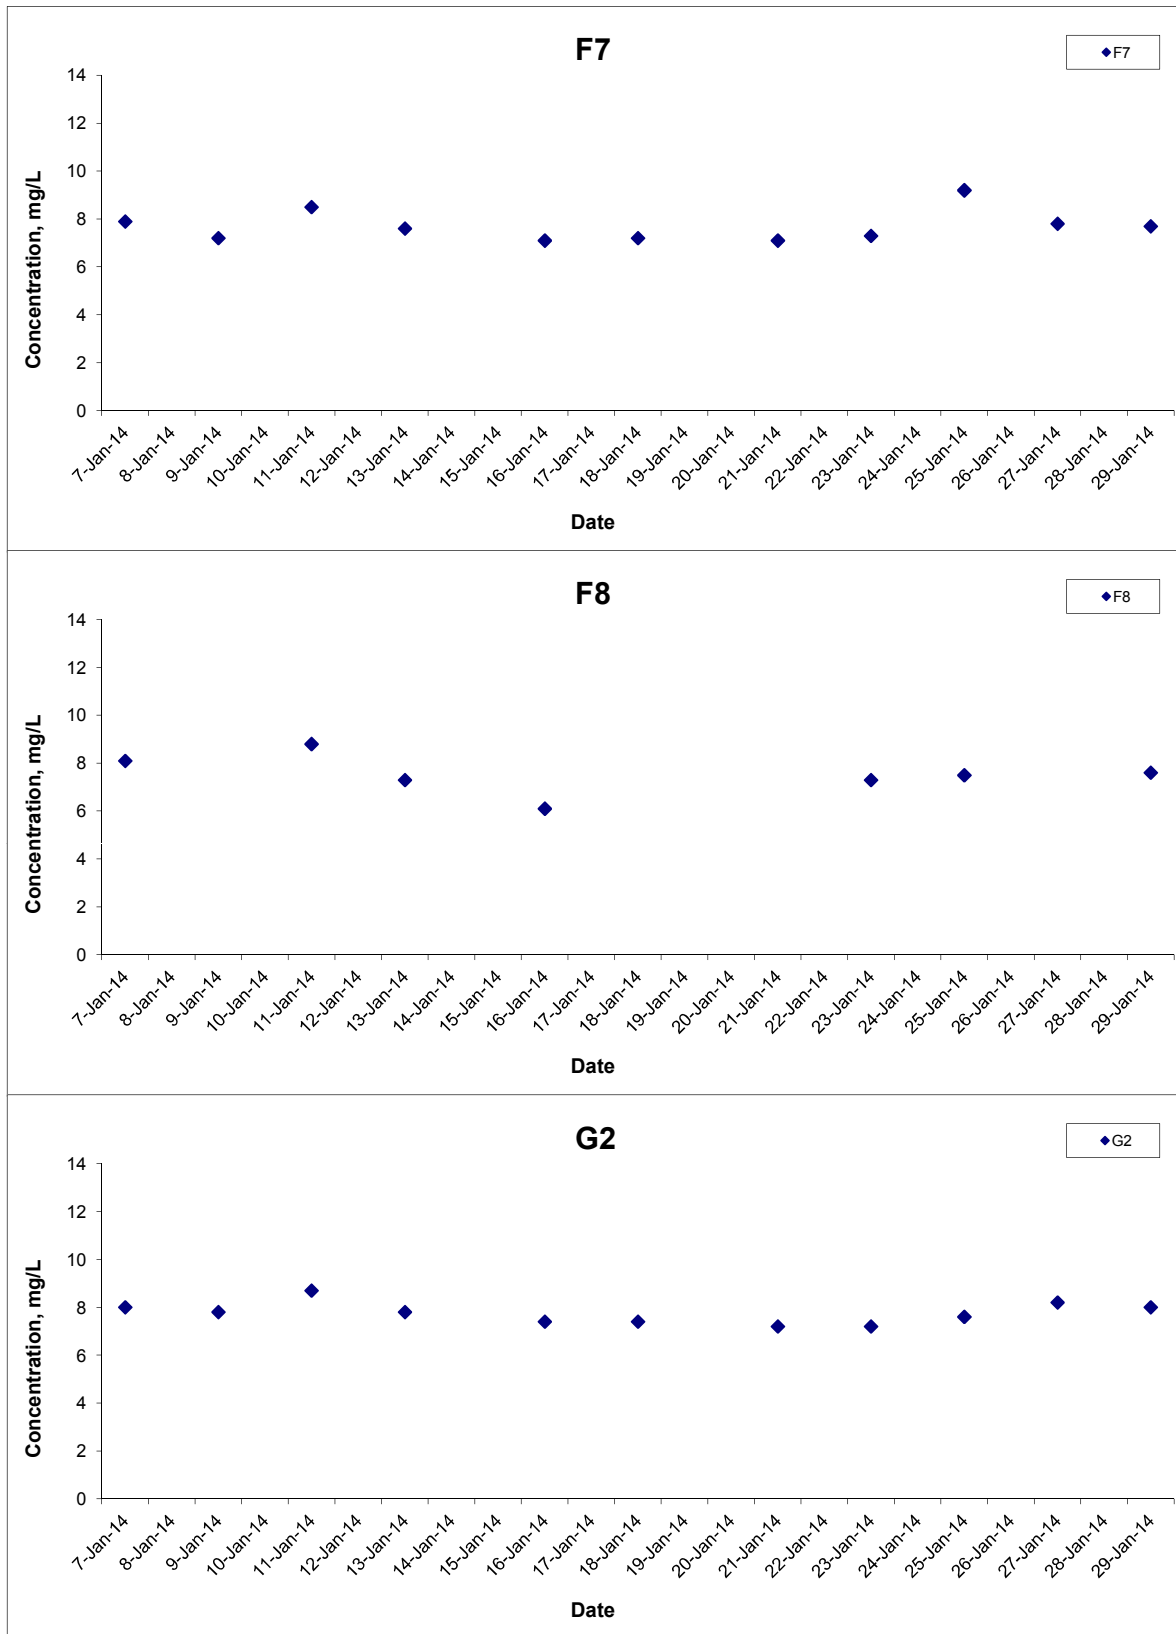 F7
F7
14
12
10
8
6
4
2
0
Concentration, mg/L
7-Jan-14 8-Jan-14 9-Jan-14 10-Jan-14 11-Jan-14 12-Jan-14 13-Jan-14 14-Jan-14 15-Jan-14 16-Jan-14 17-Jan-14 18-Jan-14 19-Jan-14 20-Jan-14 21-Jan-14 22-Jan-14 23-Jan-14 24-Jan-14 25-Jan-14 26-Jan-14 27-Jan-14 28-Jan-14 29-Jan-14
Date
F8
F8
14
12
10
8
6
4
2
0
Concentration, mg/L
7-Jan-14 8-Jan-14 9-Jan-14 10-Jan-14 11-Jan-14 12-Jan-14 13-Jan-14 14-Jan-14 15-Jan-14 16-Jan-14 17-Jan-14 18-Jan-14 19-Jan-14 20-Jan-14 21-Jan-14 22-Jan-14 23-Jan-14 24-Jan-14 25-Jan-14 26-Jan-14 27-Jan-14 28-Jan-14 29-Jan-14
Date
G2
G2
14
12
10
8
6
4
2
0
Concentration, mg/L
7-Jan-14 8-Jan-14 9-Jan-14 10-Jan-14 11-Jan-14 12-Jan-14 13-Jan-14 14-Jan-14 15-Jan-14 16-Jan-14 17-Jan-14 18-Jan-14 19-Jan-14 20-Jan-14 21-Jan-14 22-Jan-14 23-Jan-14 24-Jan-14 25-Jan-14 26-Jan-14 27-Jan-14 28-Jan-14 29-Jan-14
Date